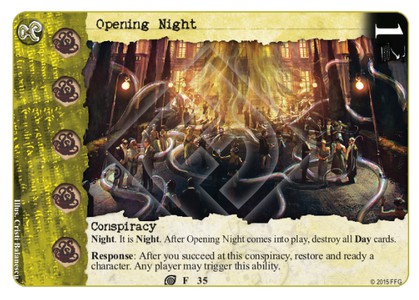 Opening Night
1
Conspiracy
Night. It is Night. After Opening Night comes into play, destroy all Day cards.
Response: After you succeed at this conspiracy, restore and ready a
character. Any player may trigger this ability.
Illus. Cristi Balanescu
F 35
© 2015 FFG